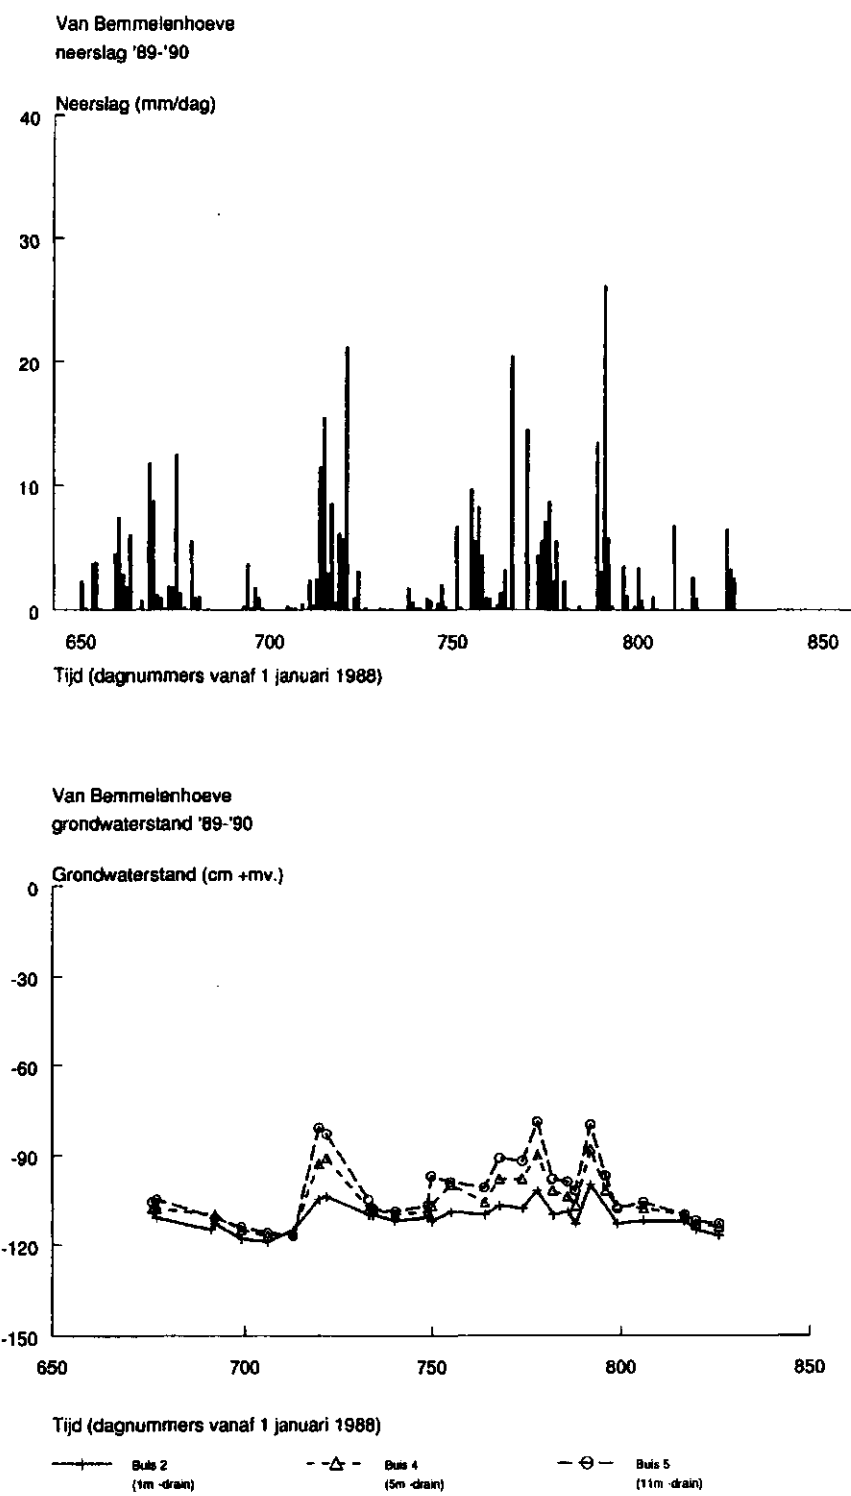 Van Bemmelenhoeve
neerslag '89-'90
Neerslag (mm/dag)
40
30
20
10
0
650 700 750 800 850
Tijd (dagnummers vanaf 1 januari 1988)
Van Bemmelenhoeve
grondwaterstand '89-'90
Grondwaterstand (cm +mv.)
0
-30
-60
-90
-120
-150
650 700 750 800 850
Tijd (dagnummers vanaf 1 januari 1988)
Buis 2 Buis 4 Buis 5
(1m -drain) (5m -drain) (11m -drain)